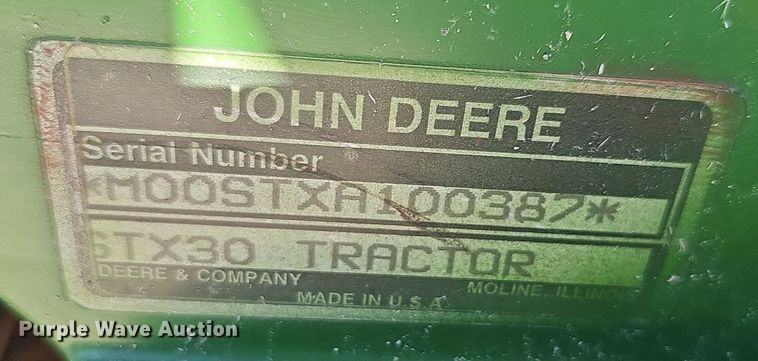 JOHN DEERE
Serial Number
*M00STXA100387*
STX30 TRACTOR
DEERE & COMPANY MOLINE, ILLINOIS
MADE IN U.S.A.
Purple Wave Auction